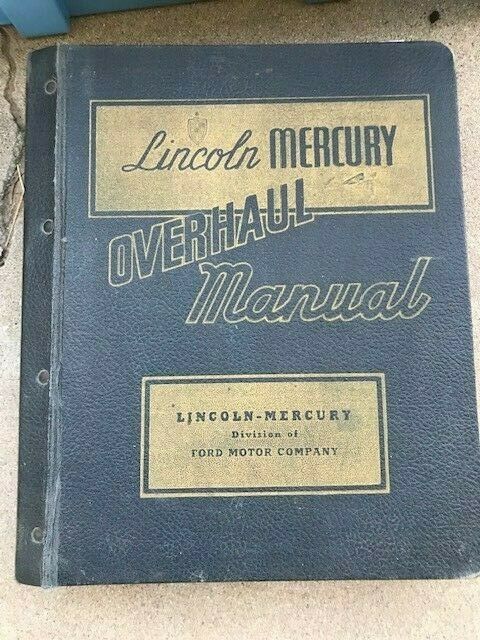 Lincoln MERCURY
OVERHAUL
Manual
LINCOLN-MERCURY
Division of
FORD MOTOR COMPANY